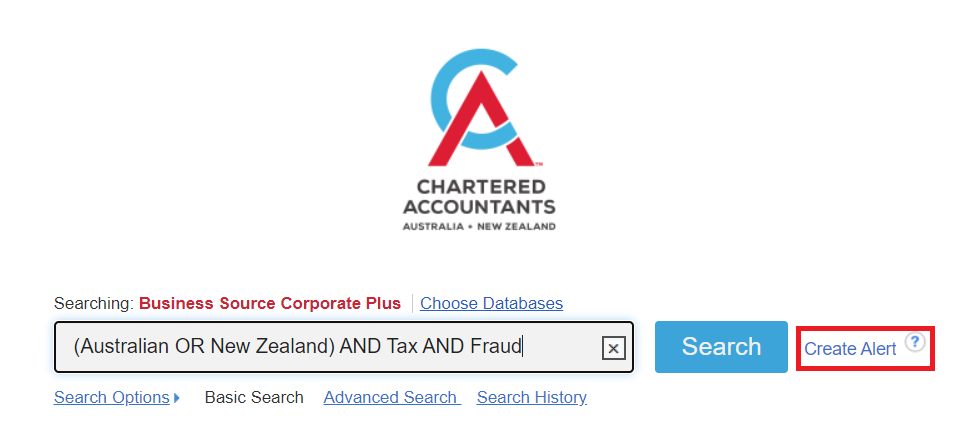 CHARTERED
ACCOUNTANTS
AUSTRALIA • NEW ZEALAND
Searching: Business Source Corporate Plus Choose Databases
(Australian OR New Zealand) AND Tax AND Fraud Search Create Alert ?
Search Options Basic Search Advanced Search Search History